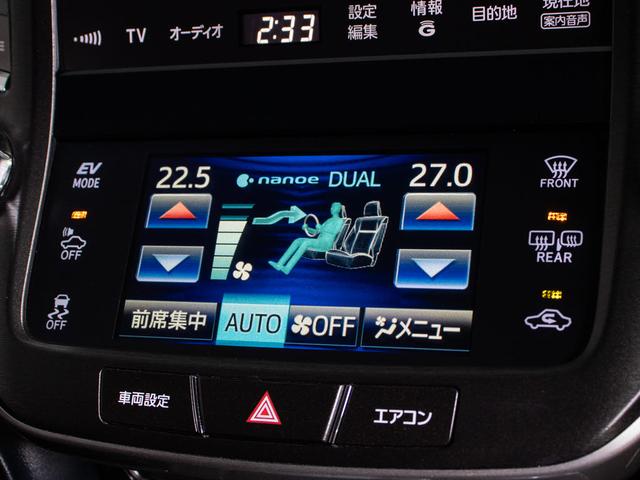 TV オーディオ 2:33 設定編集 情報G 目的地 現在地 案内音声
EV MODE
22.5 nanoe DUAL 27.0
FRONT
OFF
REAR
OFF
前席集中 AUTO OFF メニュー
車両設定 エアコン